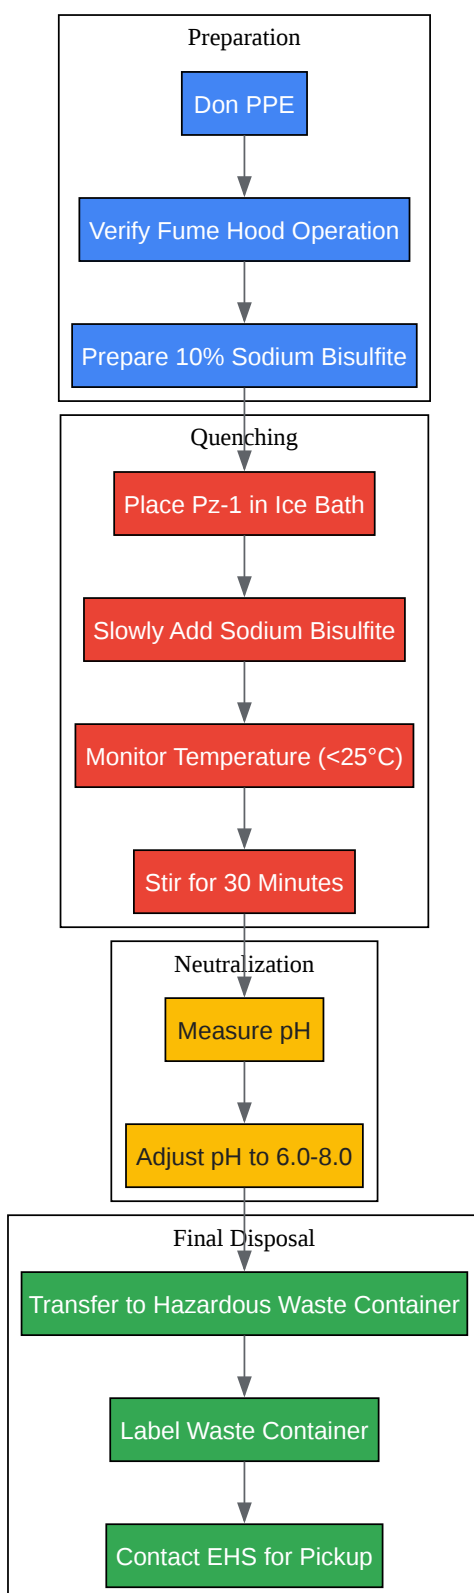 Preparation
Don PPE
Verify Fume Hood Operation
Prepare 10% Sodium Bisulfite
Quenching
Place Pz-1 in Ice Bath
Slowly Add Sodium Bisulfite
Monitor Temperature (<25°C)
Stir for 30 Minutes
Neutralization
Measure pH
Adjust pH to 6.0-8.0
Final Disposal
Transfer to Hazardous Waste Container
Label Waste Container
Contact EHS for Pickup